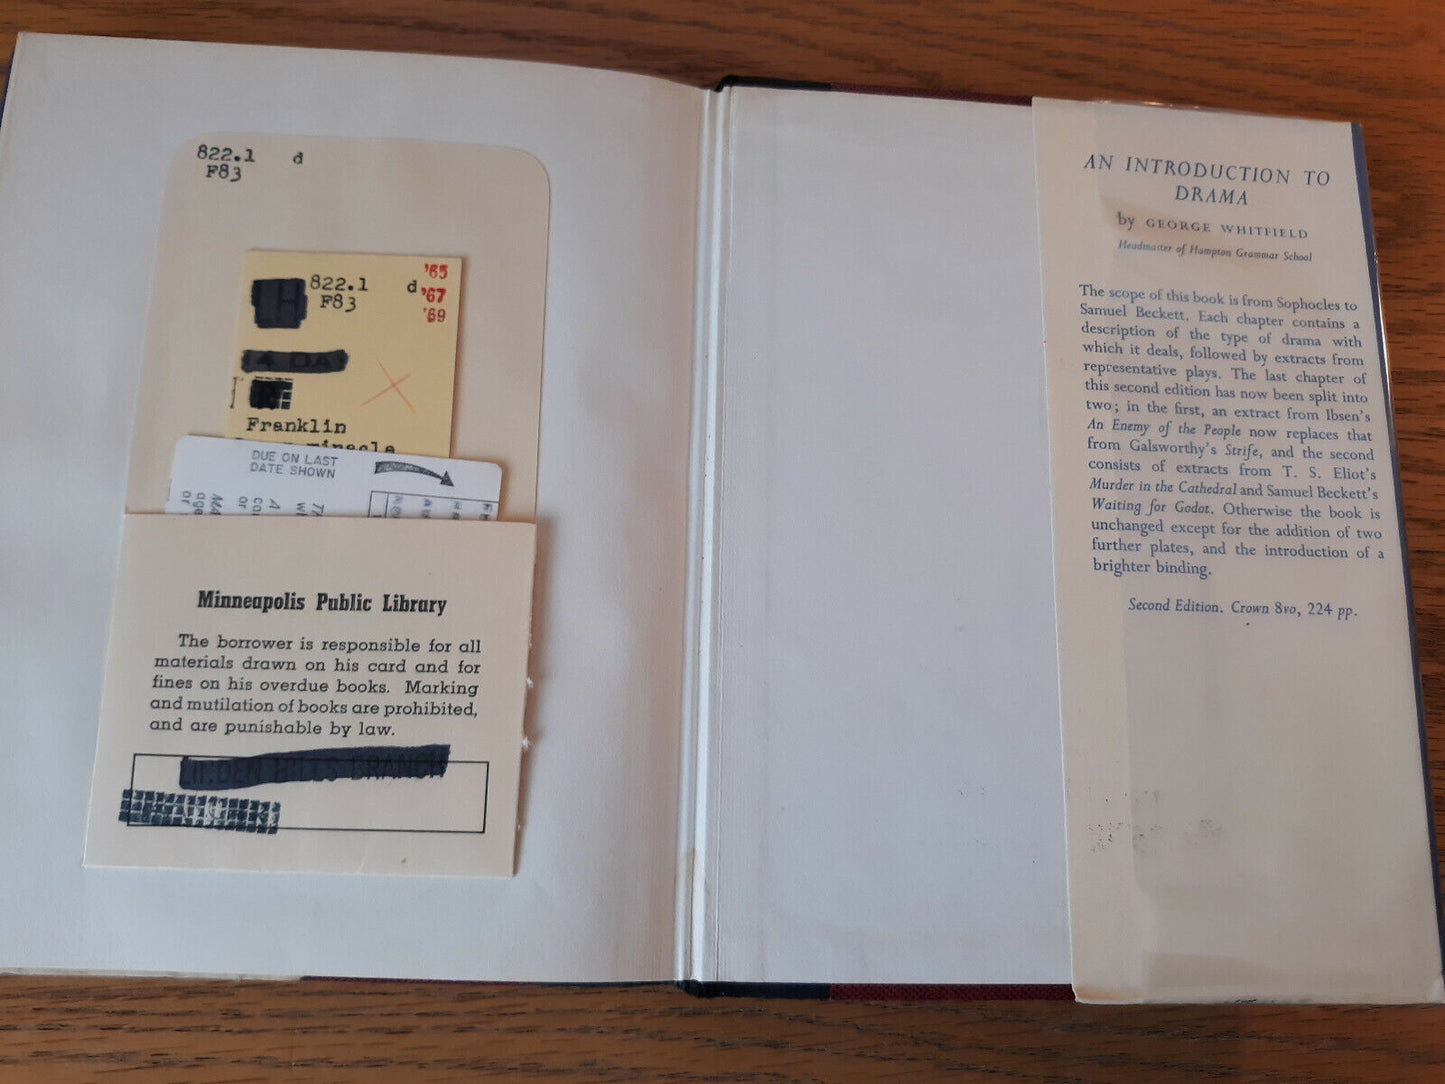 822.1 d
F83
822.1 d
F83
'65
'67
'69
Franklin
miracle
DUE ON LAST
DATE SHOWN
Minneapolis Public Library
The borrower is responsible for all
materials drawn on his card and for
fines on his overdue books. Marking
and mutilation of books are prohibited,
and are punishable by law.
LINDEN HILLS BRANCH
AN INTRODUCTION TO
DRAMA
by GEORGE WHITFIELD
Headmaster of Hampton Grammar School
The scope of this book is from Sophocles to
Samuel Beckett. Each chapter contains a
description of the type of drama with
which it deals, followed by extracts from
representative plays. The last chapter of
this second edition has now been split into
two; in the first, an extract from Ibsen's
An Enemy of the People now replaces that
from Galsworthy's Strife, and the second
consists of extracts from T. S. Eliot's
Murder in the Cathedral and Samuel Beckett's
Waiting for Godot. Otherwise the book is
unchanged except for the addition of two
further plates, and the introduction of a
brighter binding.
Second Edition. Crown 8vo, 224 pp.